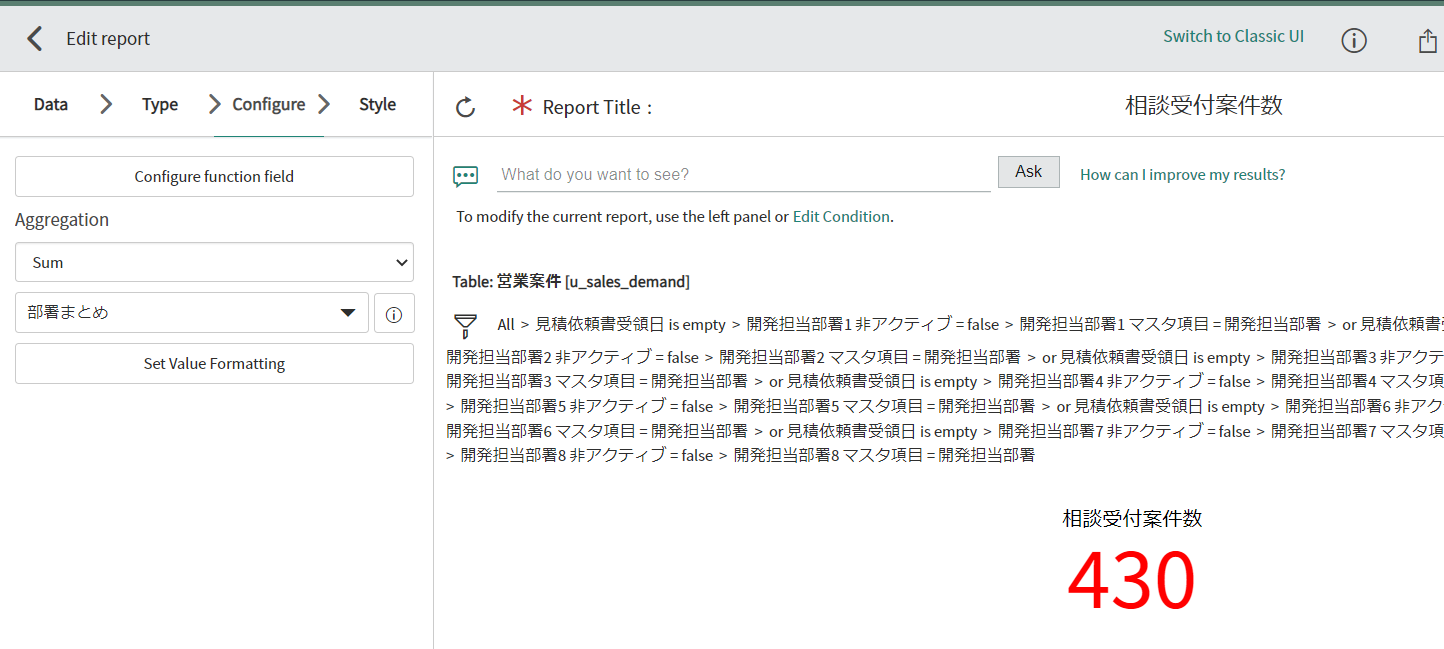 Edit report
Switch to Classic UI
Data
Type
Configure
Style
Report Title :
相談受付案件数
Configure function field
Aggregation
Sum
部署まとめ
Set Value Formatting
What do you want to see?
Ask
How can I improve my results?
To modify the current report, use the left panel or Edit Condition.
Table: 営業案件 [u_sales_demand]
All > 見積依頼書受領日 is empty > 開発担当部署1 非アクティブ = false > 開発担当部署1 マスタ項目 = 開発担当部署 > or 見積依頼書
開発担当部署2 非アクティブ = false > 開発担当部署2 マスタ項目 = 開発担当部署 > or 見積依頼書受領日 is empty > 開発担当部署3 非アクテ
開発担当部署3 マスタ項目 = 開発担当部署 > or 見積依頼書受領日 is empty > 開発担当部署4 非アクティブ = false > 開発担当部署4 マスタ項
> 開発担当部署5 非アクティブ = false > 開発担当部署5 マスタ項目 = 開発担当部署 > or 見積依頼書受領日 is empty > 開発担当部署6 非アク
開発担当部署6 マスタ項目 = 開発担当部署 > or 見積依頼書受領日 is empty > 開発担当部署7 非アクティブ = false > 開発担当部署7 マスタ項
> 開発担当部署8 非アクティブ = false > 開発担当部署8 マスタ項目 = 開発担当部署
相談受付案件数
430